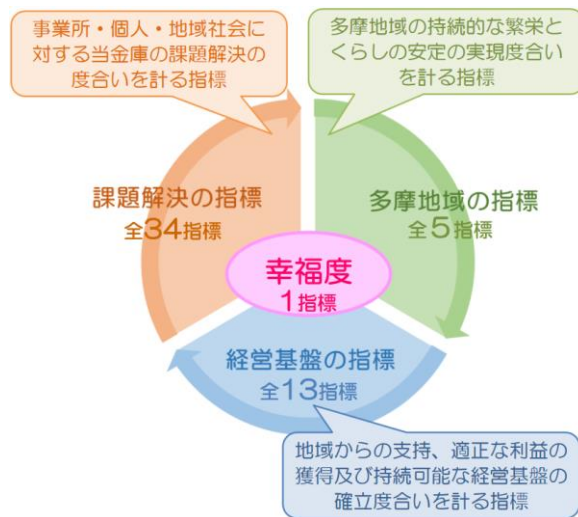 事業所・個人・地域社会に
対する当金庫の課題解決の
度合いを計る指標
多摩地域の持続的な繁栄と
くらしの安定の実現度合い
を計る指標
課題解決の指標
全34指標
多摩地域の指標
全5指標
幸福度
1指標
経営基盤の指標
全13指標
地域からの支持、適正な利益の
獲得及び持続可能な経営基盤の
確立度合いを計る指標